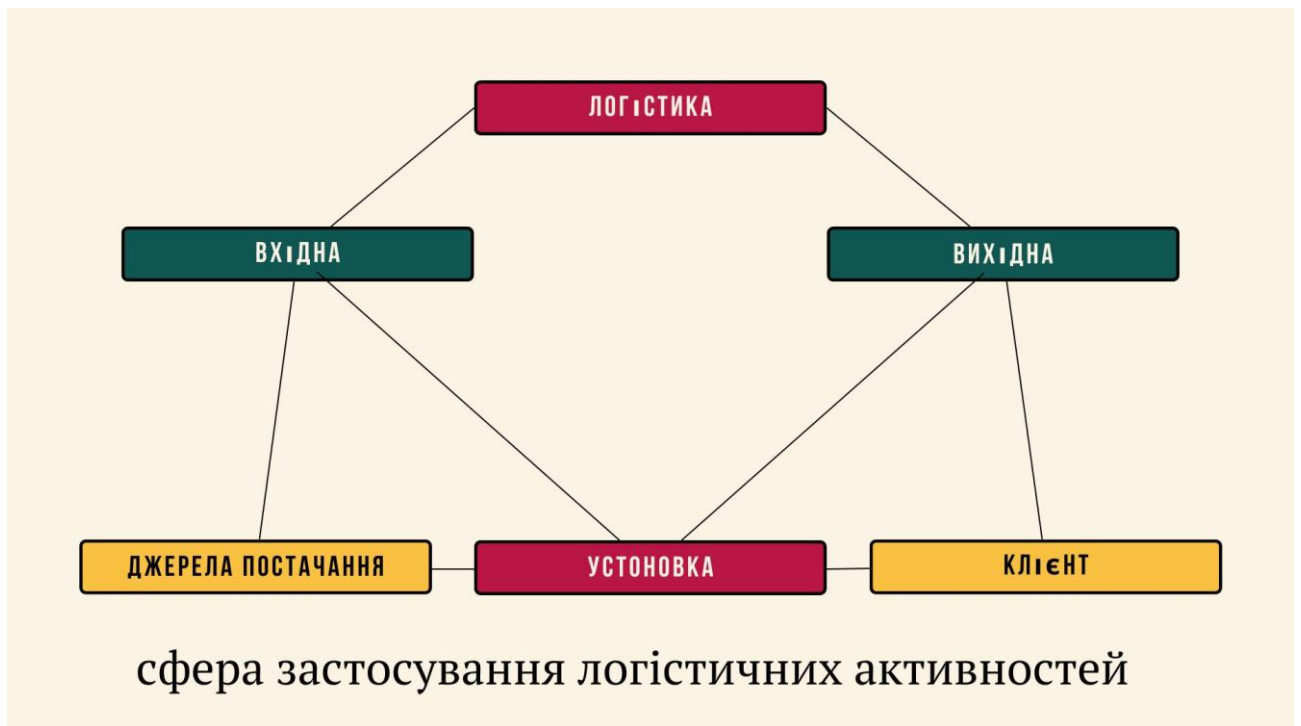 ЛОГІСТИКА
ВХІДНА
ВИХІДНА
ДЖЕРЕЛА ПОСТАЧАННЯ
УСТОНОВКА
КЛІЄНТ
сфера застосування логістичних активностей